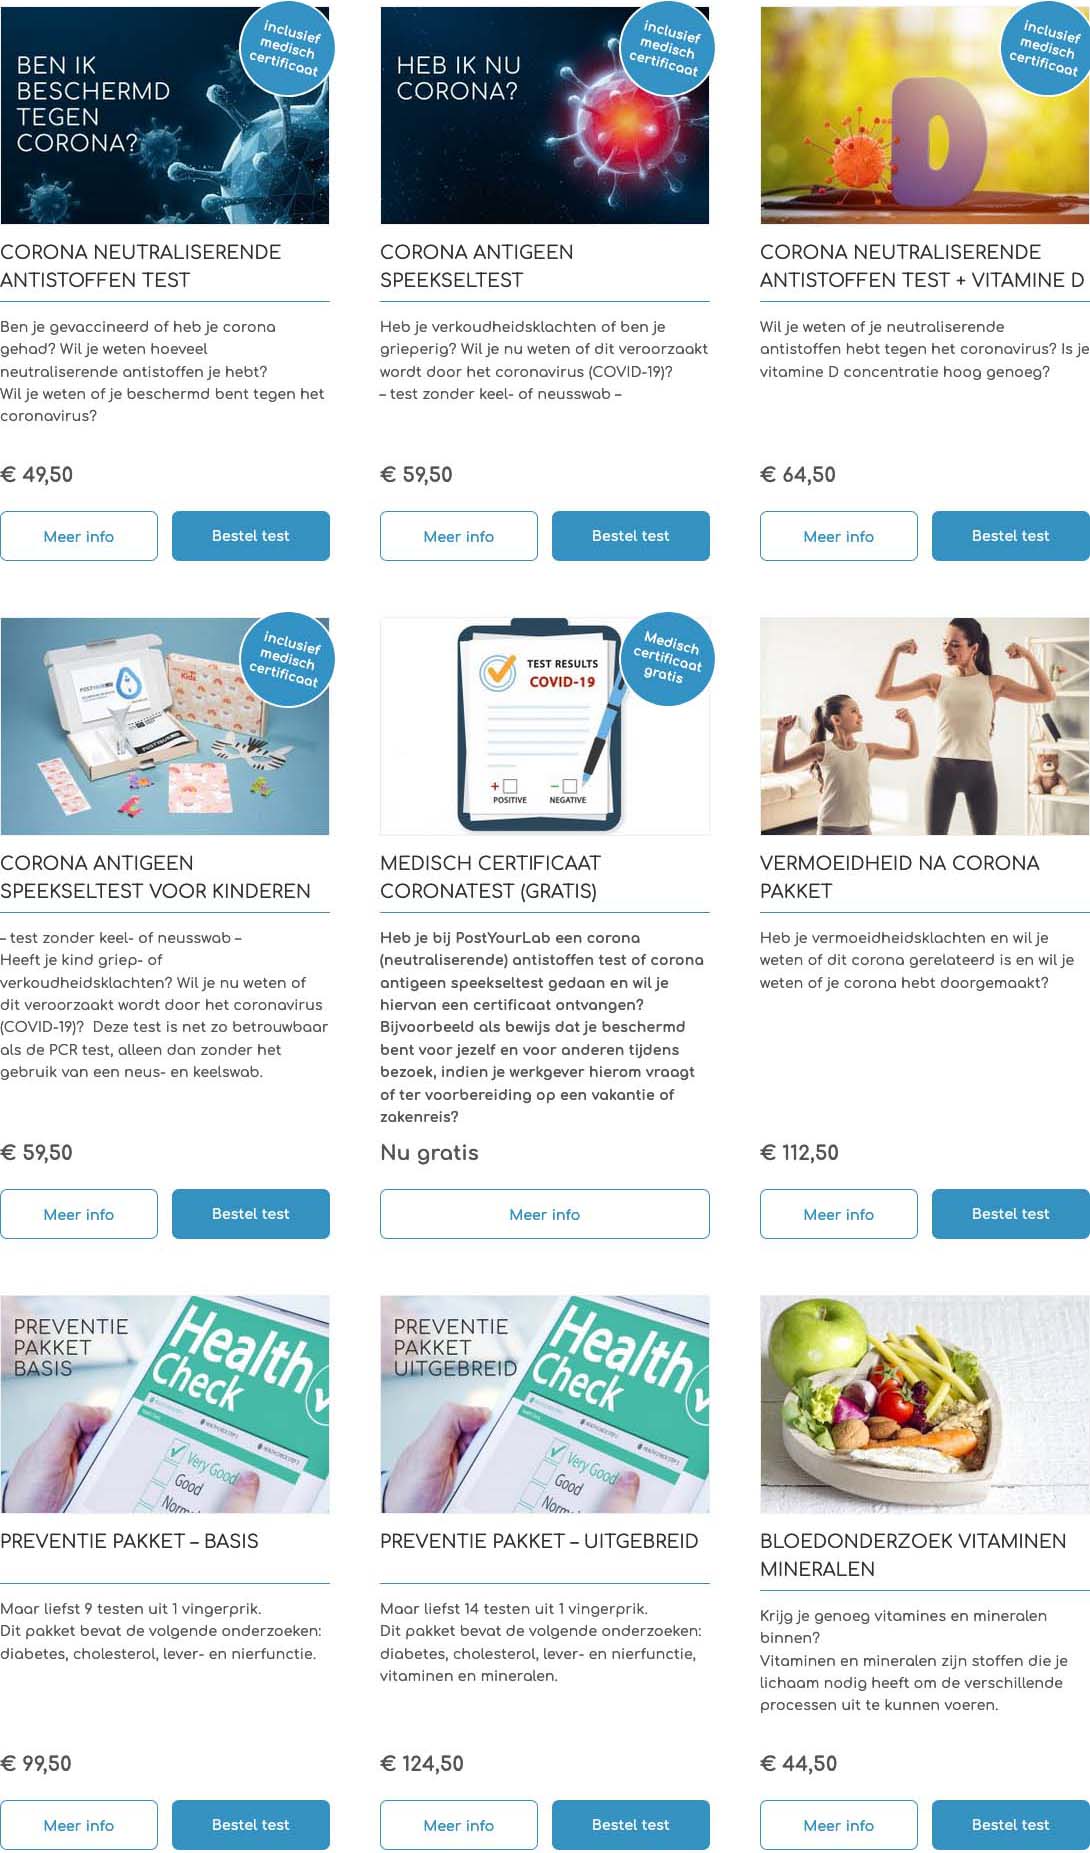 BEN IK
BESCHERMD
TEGEN
CORONA?
inclusief
medisch
certificaat
CORONA NEUTRALISERENDE
ANTISTOFFEN TEST
Ben je gevaccineerd of heb je corona
gehad? Wil je weten hoeveel
neutraliserende antistoffen je hebt?
Wil je weten of je beschermd bent tegen het
coronavirus?
€ 49,50
Meer info
Bestel test
HEB IK NU
CORONA?
inclusief
medisch
certificaat
CORONA ANTIGEEN
SPEEKSELTEST
Heb je verkoudheidsklachten of ben je
grieperig? Wil je nu weten of dit veroorzaakt
wordt door het coronavirus (COVID-19)?
– test zonder keel- of neusswab –
€ 59,50
Meer info
Bestel test
inclusief
medisch
certificaat
D
CORONA NEUTRALISERENDE
ANTISTOFFEN TEST + VITAMINE D
Wil je weten of je neutraliserende
antistoffen hebt tegen het coronavirus? Is je
vitamine D concentratie hoog genoeg?
€ 64,50
Meer info
Bestel test
inclusief
medisch
certificaat
Kids
CORONA ANTIGEEN
SPEEKSELTEST VOOR KINDEREN
– test zonder keel- of neusswab –
Heeft je kind griep- of
verkoudheidsklachten? Wil je nu weten of
dit veroorzaakt wordt door het coronavirus
(COVID-19)?  Deze test is net zo betrouwbaar
als de PCR test, alleen dan zonder het
gebruik van een neus- en keelswab.
€ 59,50
Meer info
Bestel test
Medisch
certificaat
gratis
TEST RESULTS
COVID-19
+
−
POSITIVE
NEGATIVE
MEDISCH CERTIFICAAT
CORONATEST (GRATIS)
Heb je bij PostYourLab een corona
(neutraliserende) antistoffen test of corona
antigeen speekseltest gedaan en wil je
hiervan een certificaat ontvangen?
Bijvoorbeeld als bewijs dat je beschermd
bent voor jezelf en voor anderen tijdens
bezoek, indien je werkgever hierom vraagt
of ter voorbereiding op een vakantie of
zakenreis?
Nu gratis
Meer info
VERMOEIDHEID NA CORONA
PAKKET
Heb je vermoeidheidsklachten en wil je
weten of dit corona gerelateerd is en wil je
weten of je corona hebt doorgemaakt?
€ 112,50
Meer info
Bestel test
PREVENTIE
PAKKET
BASIS
Health
Check
Very Good
Good
PREVENTIE PAKKET – BASIS
Maar liefst 9 testen uit 1 vingerprik.
Dit pakket bevat de volgende onderzoeken:
diabetes, cholesterol, lever- en nierfunctie.
€ 99,50
Meer info
Bestel test
PREVENTIE
PAKKET
UITGEBREID
Health
Check
Very Good
Good
PREVENTIE PAKKET – UITGEBREID
Maar liefst 14 testen uit 1 vingerprik.
Dit pakket bevat de volgende onderzoeken:
diabetes, cholesterol, lever- en nierfunctie,
vitaminen en mineralen.
€ 124,50
Meer info
Bestel test
BLOEDONDERZOEK VITAMINEN
MINERALEN
Krijg je genoeg vitamines en mineralen
binnen?
Vitaminen en mineralen zijn stoffen die je
lichaam nodig heeft om de verschillende
processen uit te kunnen voeren.
€ 44,50
Meer info
Bestel test